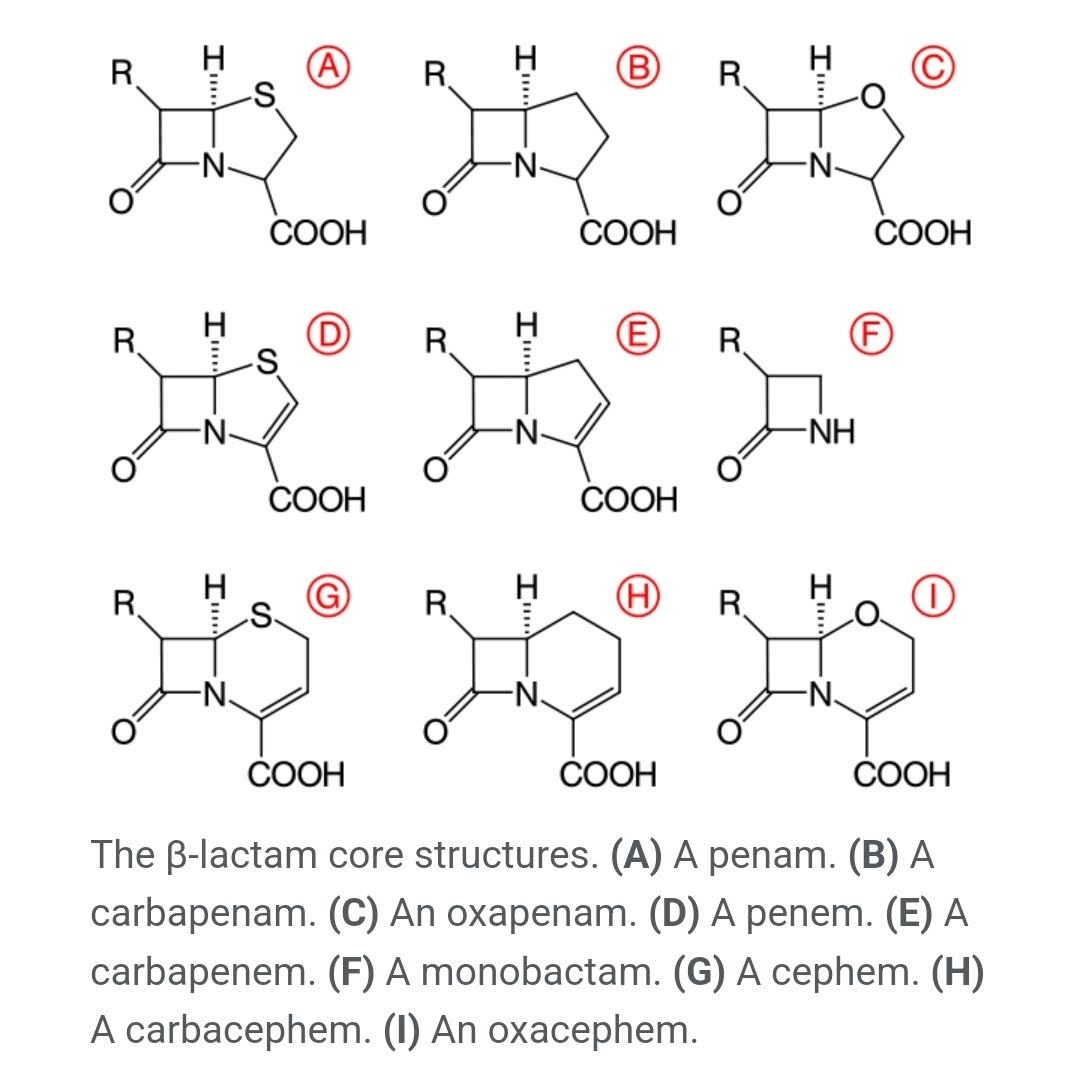 R H S Ⓐ
O N COOH
R H Ⓑ
O N COOH
R H O Ⓒ
O N COOH
R H S Ⓓ
O N COOH
R H Ⓔ
O N COOH
R Ⓕ
O NH
R H S Ⓖ
O N COOH
R H Ⓗ
O N COOH
R H O Ⓘ
O N COOH
The β-lactam core structures. (A) A penam. (B) A
carbapenam. (C) An oxapenam. (D) A penem. (E) A
carbapenem. (F) A monobactam. (G) A cephem. (H)
A carbacephem. (I) An oxacephem.